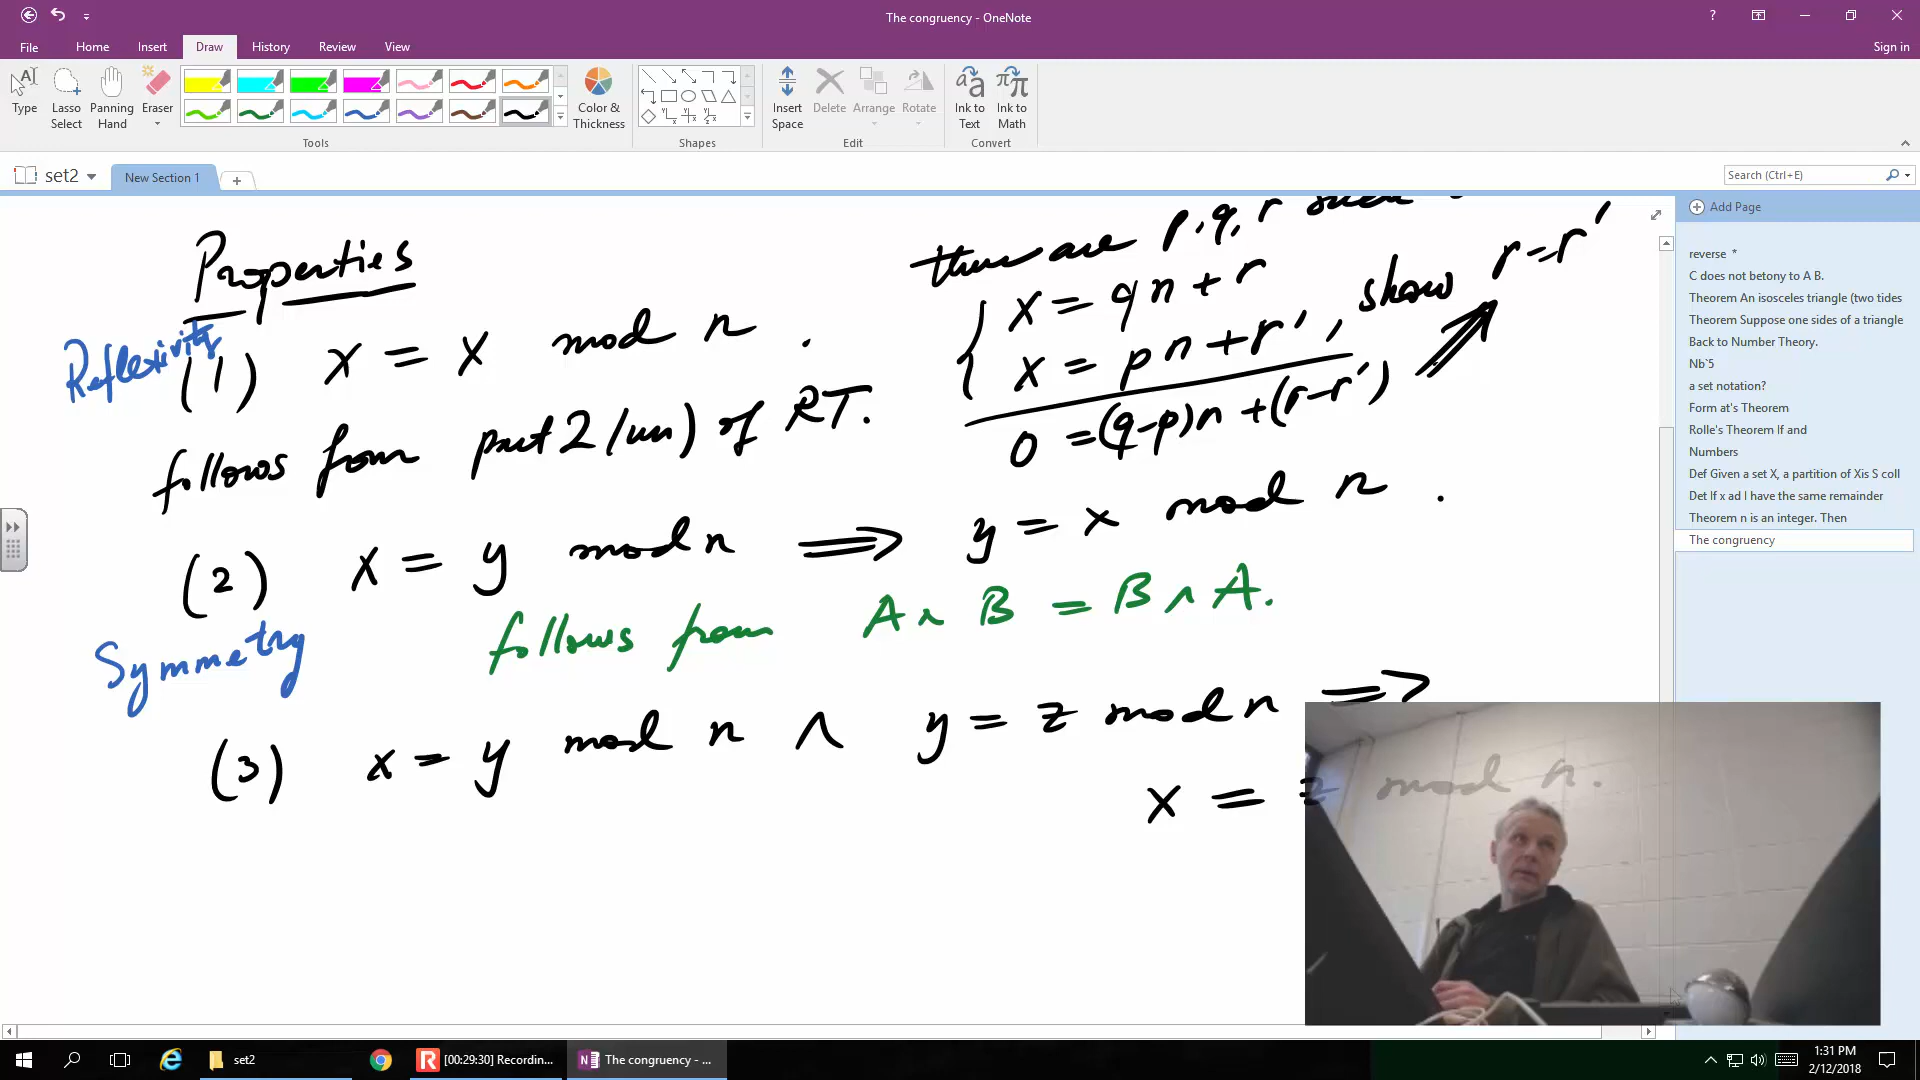 The congruency - OneNote
File Home Insert Draw History Review View Sign in
Type Lasso Select Panning Hand Eraser Color & Thickness Insert Space Delete Arrange Rotate Ink to Text Ink to Math
Tools Shapes Edit Convert
set2 New Section 1 Search (Ctrl+E)
Add Page
reverse *
C does not betony to A B.
Theorem An isosceles triangle (two tides
Theorem Suppose one sides of a triangle
Back to Number Theory.
Nb`5
a set notation?
Form at's Theorem
Rolle's Theorem If and
Numbers
Def Given a set X, a partition of Xis S coll
Det If x ad I have the same remainder
Theorem n is an integer. Then
The congruency
Properties
Reflexivity
(1) x = x mod n .
follows from part 2 (un) of RT.
there are p, q, r such
x = qn + r
x = pn + r' , show r = r'
0 = (q-p)n + (r-r')
(2) x = y mod n ⟹ y = x mod n .
Symmetry
follows from A ∧ B = B ∧ A.
(3) x = y mod n ∧ y = z mod n ⟹
x = z mod n.
set2 [00:29:30] Recordin... The congruency - ...
1:31 PM
2/12/2018